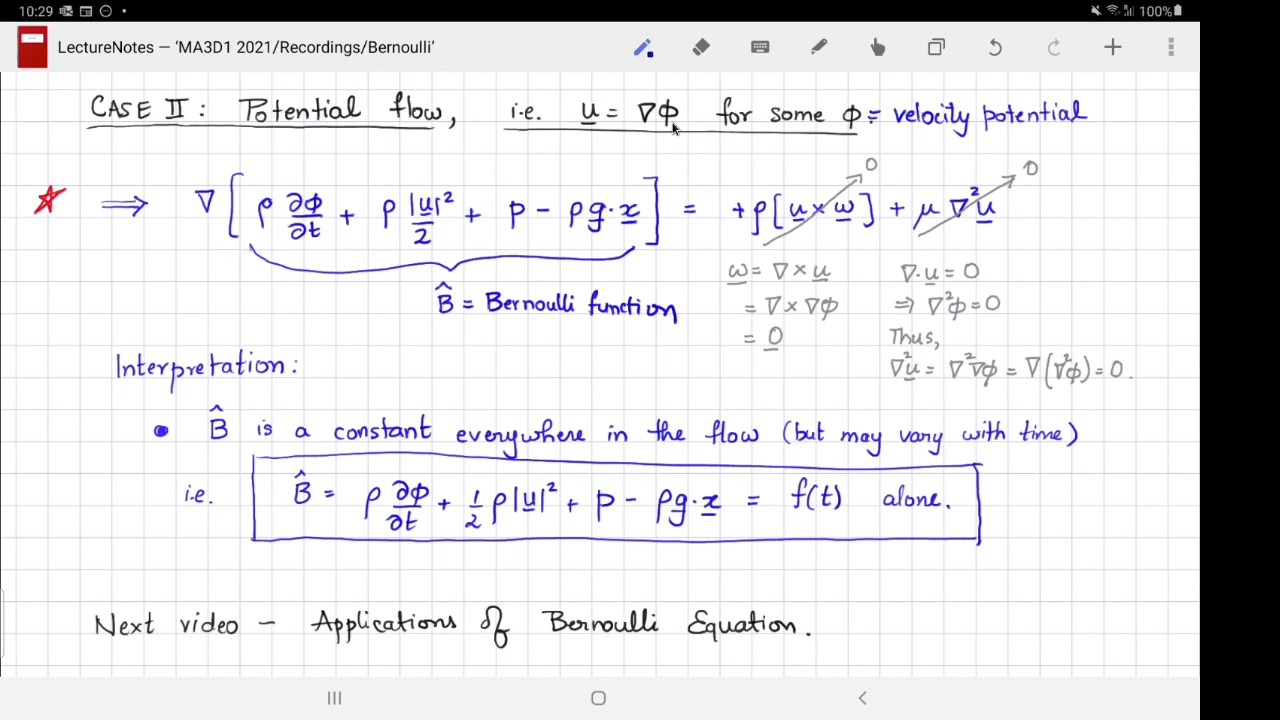 10:29
100%
LectureNotes — ‘MA3D1 2021/Recordings/Bernoulli’
CASE II : Potential flow, i.e. u = ∇φ for some φ = velocity potential
⟹ ∇ [ ρ ∂φ/∂t + ρ |u|²/2 + p − ρg·x ] = +ρ[u × ω] + μ∇²u
0 0
B̂ = Bernoulli function
ω = ∇ × u
= ∇ × ∇φ
= 0
∇·u = 0
⇒ ∇²φ = 0
Thus,
∇²u = ∇²∇φ = ∇(∇²φ) = 0.
Interpretation:
• B̂ is a constant everywhere in the flow (but may vary with time)
i.e. B̂ = ρ ∂φ/∂t + 1/2 ρ|u|² + p − ρg·x = f(t) alone.
Next video — Applications of Bernoulli Equation.